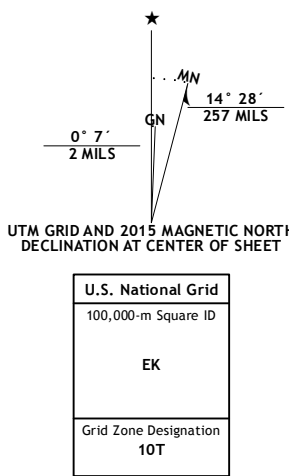 ★
MN
14° 28´
257 MILS
GN
0° 7´
2 MILS
UTM GRID AND 2015 MAGNETIC NORTH
DECLINATION AT CENTER OF SHEET
U.S. National Grid
100,000-m Square ID
EK
Grid Zone Designation
10T